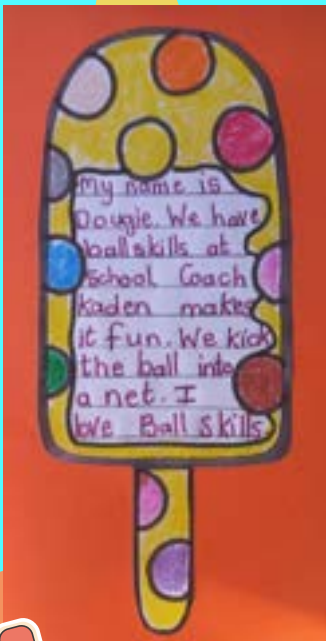 My name is
Dougie. We have
ballskills at
School Coach
kaden makes
it fun. We kick
the ball into
a net. I
love Ball Skills